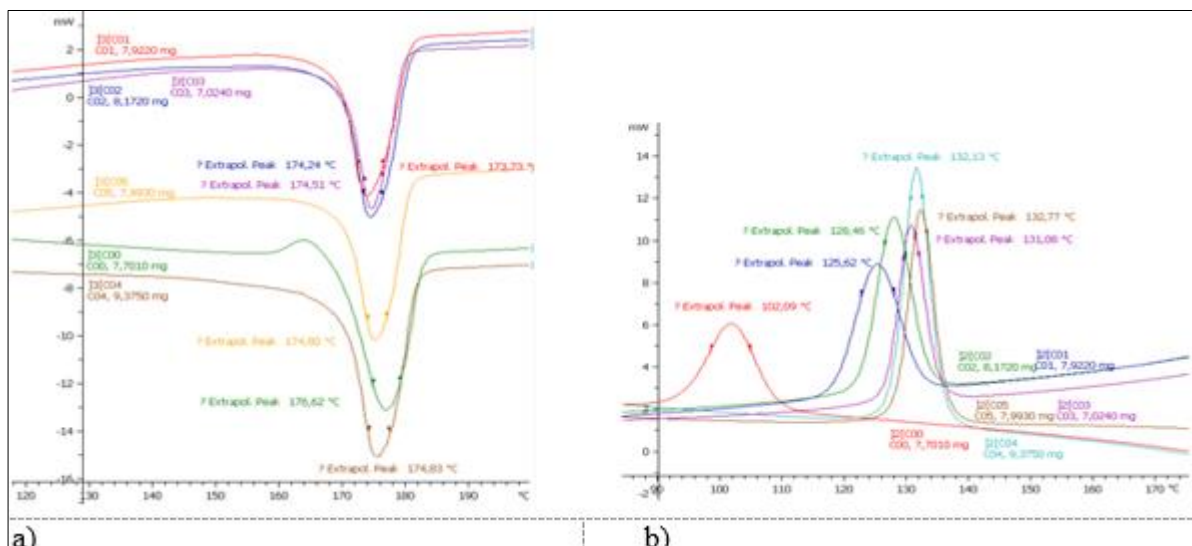 mW
]3[C01
C01, 7,9220 mg
]3[C02
C02, 8,1720 mg
]3[C03
C03, 7,0240 mg
? Extrapol. Peak 174,24 °C
? Extrapol. Peak 173,73 °C
? Extrapol. Peak 174,51 °C
]3[C05
C05, 7,9930 mg
]3[C00
C00, 7,7010 mg
]3[C04
C04, 9,3750 mg
? Extrapol. Peak 174,80 °C
? Extrapol. Peak 176,62 °C
? Extrapol. Peak 174,83 °C
2
0
-2
-4
-6
-8
-10
-12
-14
-16
120 130 140 150 160 170 180 190 °C
a)
mW
14
12
10
8
6
4
2
0
-2
? Extrapol. Peak 132,13 °C
? Extrapol. Peak 132,77 °C
? Extrapol. Peak 128,46 °C
? Extrapol. Peak 131,08 °C
? Extrapol. Peak 125,62 °C
? Extrapol. Peak 102,09 °C
]2[C02
C02, 8,1720 mg
]2[C01
C01, 7,9220 mg
]2[C05
C05, 7,9930 mg
]2[C03
C03, 7,0240 mg
]2[C00
C00, 7,7010 mg
]2[C04
C04, 9,3750 mg
90 100 110 120 130 140 150 160 170 °C
b)